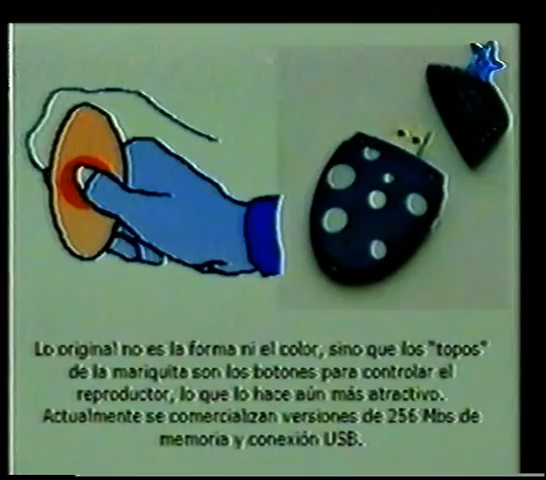 Lo original no es la forma ni el color, sino que los "topos"
de la mariquita son los botones para controlar el
reproductor, lo que lo hace aún más atractivo.
Actualmente se comercializan versiones de 256 Mbs de
memoria y conexión USB.